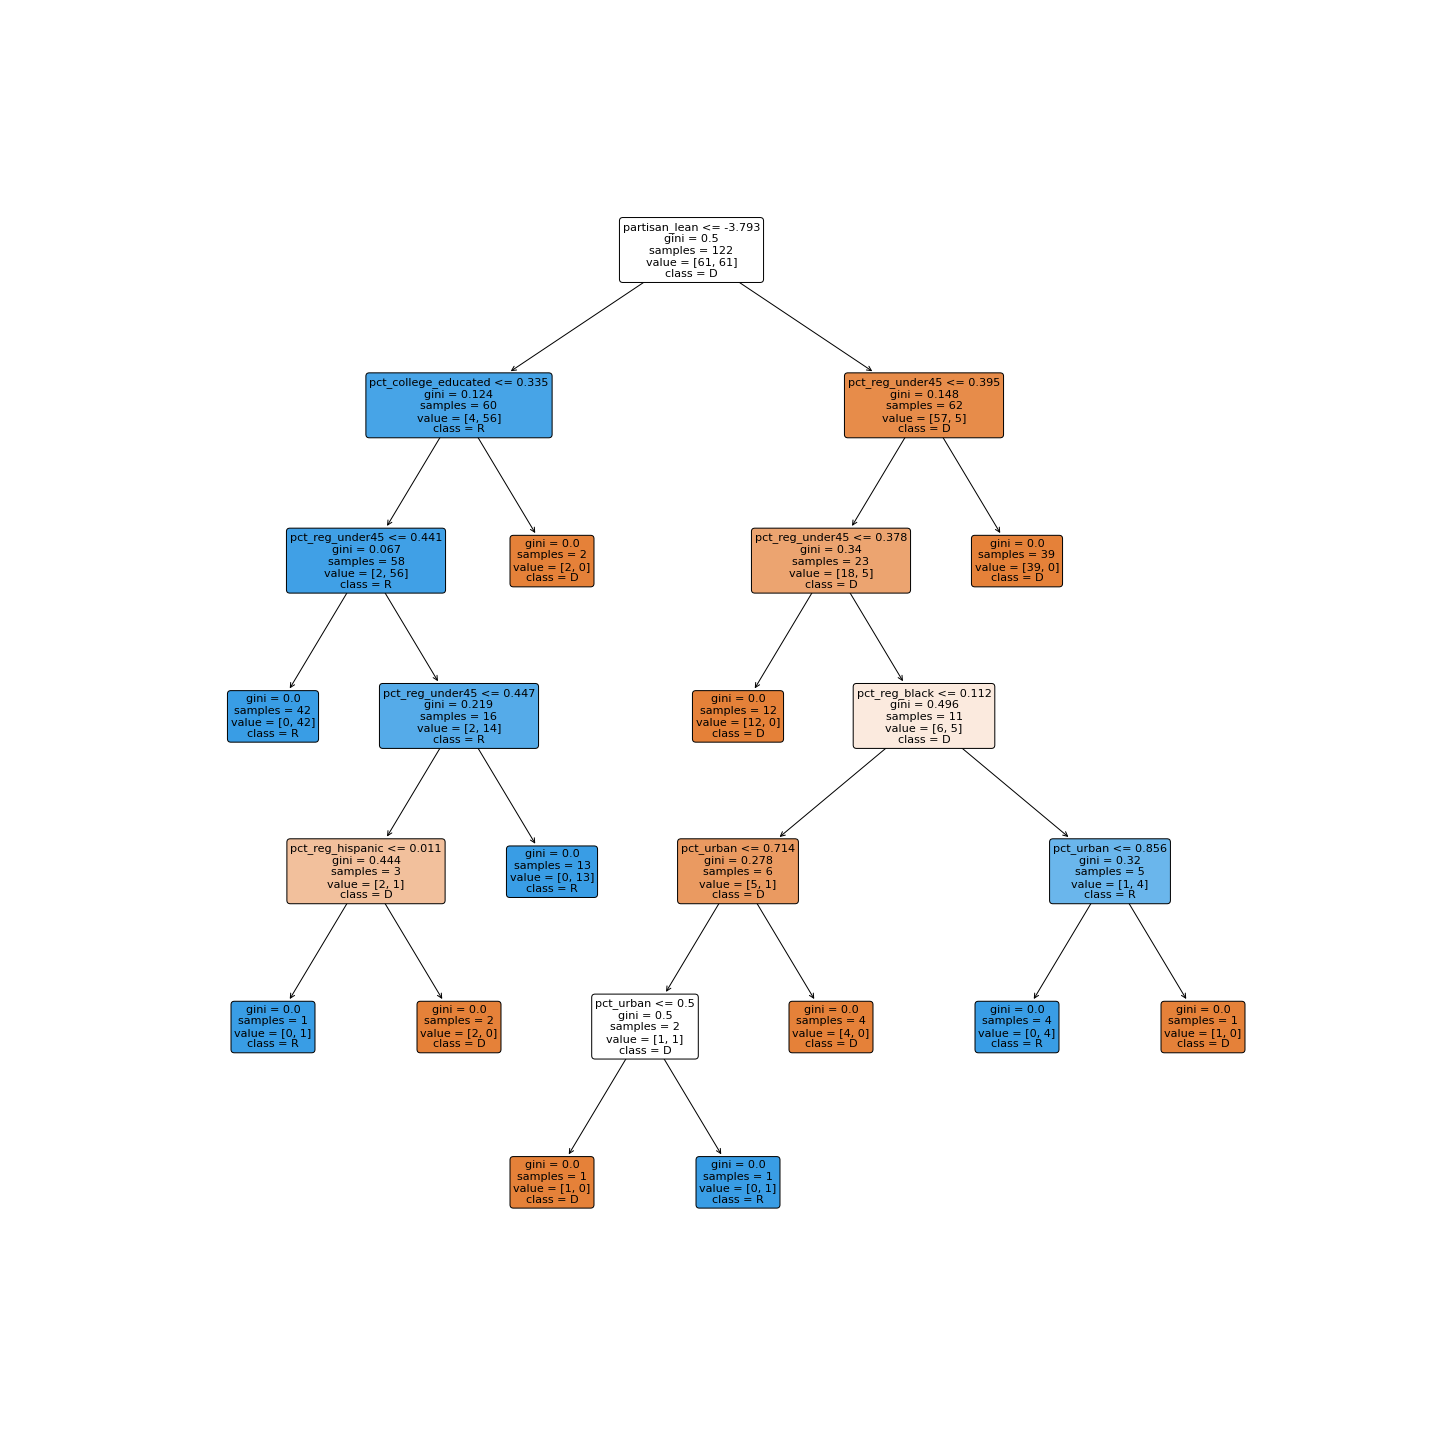 partisan_lean <= -3.793
gini = 0.5
samples = 122
value = [61, 61]
class = D
pct_college_educated <= 0.335
gini = 0.124
samples = 60
value = [4, 56]
class = R
pct_reg_under45 <= 0.395
gini = 0.148
samples = 62
value = [57, 5]
class = D
pct_reg_under45 <= 0.441
gini = 0.067
samples = 58
value = [2, 56]
class = R
gini = 0.0
samples = 2
value = [2, 0]
class = D
pct_reg_under45 <= 0.378
gini = 0.34
samples = 23
value = [18, 5]
class = D
gini = 0.0
samples = 39
value = [39, 0]
class = D
gini = 0.0
samples = 42
value = [0, 42]
class = R
pct_reg_under45 <= 0.447
gini = 0.219
samples = 16
value = [2, 14]
class = R
gini = 0.0
samples = 12
value = [12, 0]
class = D
pct_reg_black <= 0.112
gini = 0.496
samples = 11
value = [6, 5]
class = D
pct_reg_hispanic <= 0.011
gini = 0.444
samples = 3
value = [2, 1]
class = D
gini = 0.0
samples = 13
value = [0, 13]
class = R
pct_urban <= 0.714
gini = 0.278
samples = 6
value = [5, 1]
class = D
pct_urban <= 0.856
gini = 0.32
samples = 5
value = [1, 4]
class = R
gini = 0.0
samples = 1
value = [0, 1]
class = R
gini = 0.0
samples = 2
value = [2, 0]
class = D
pct_urban <= 0.5
gini = 0.5
samples = 2
value = [1, 1]
class = D
gini = 0.0
samples = 4
value = [4, 0]
class = D
gini = 0.0
samples = 4
value = [0, 4]
class = R
gini = 0.0
samples = 1
value = [1, 0]
class = D
gini = 0.0
samples = 1
value = [1, 0]
class = D
gini = 0.0
samples = 1
value = [0, 1]
class = R